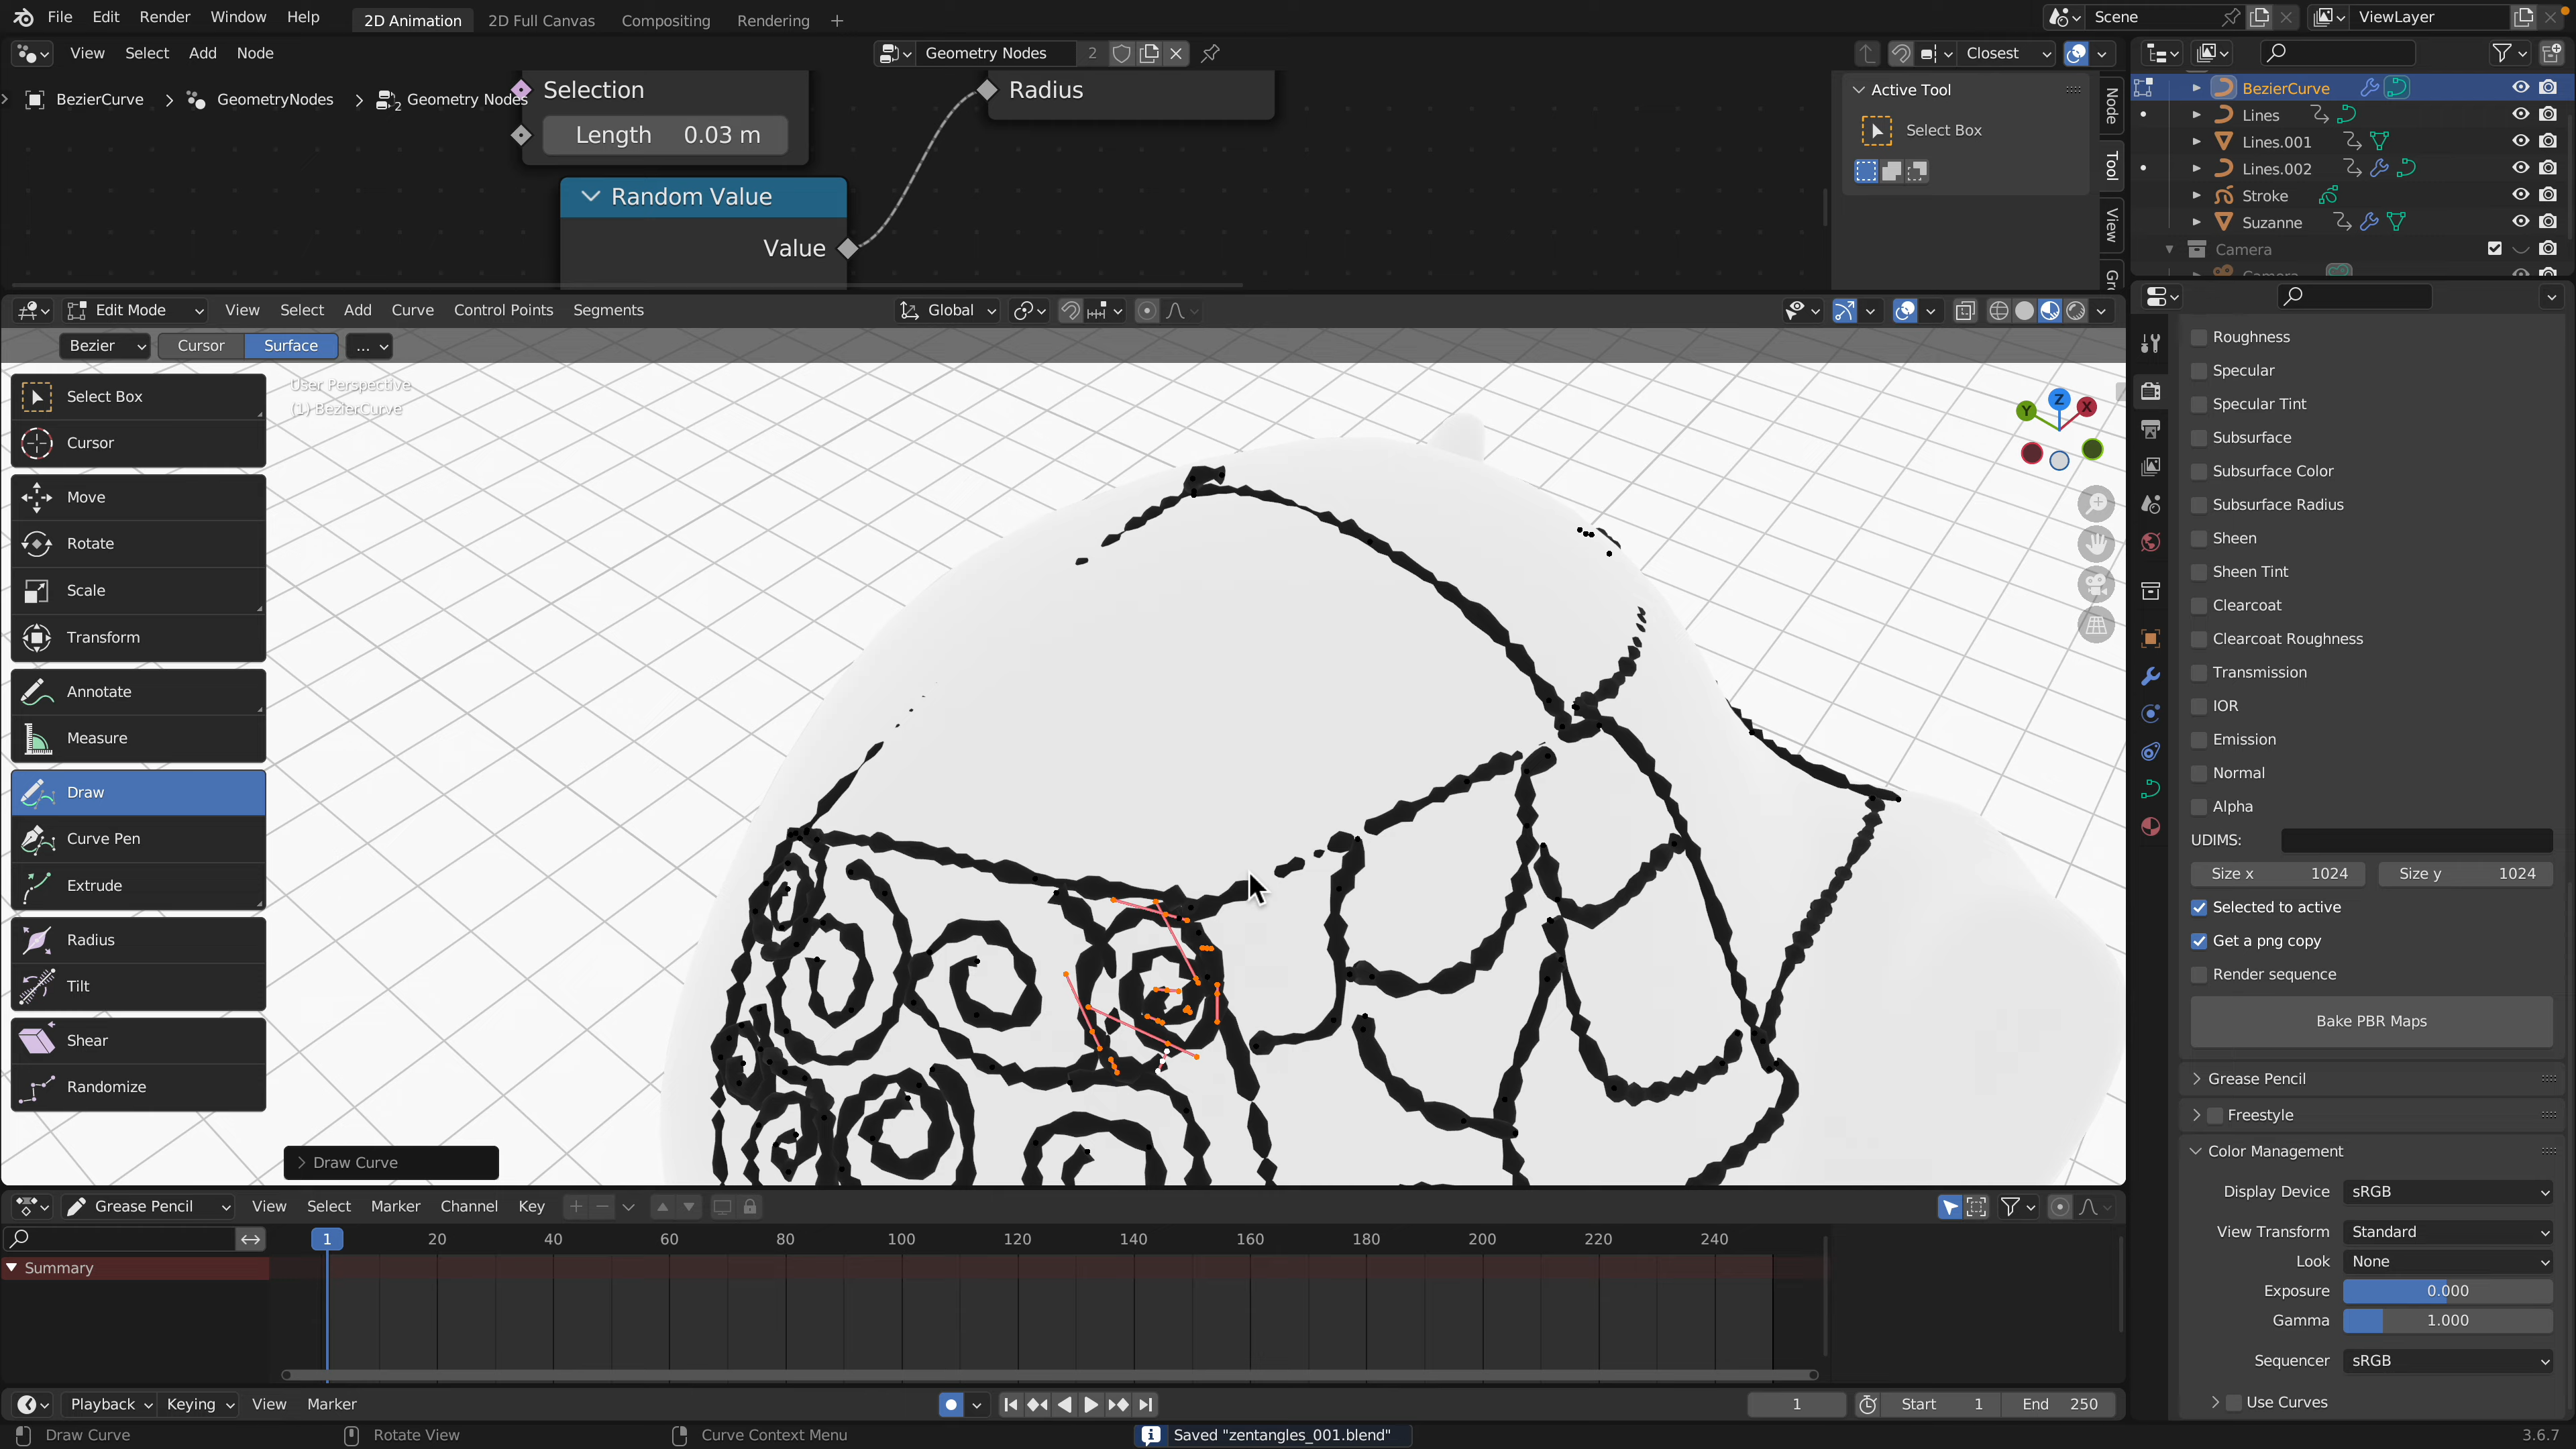 File Edit Render Window Help 2D Animation 2D Full Canvas Compositing Rendering + Scene ViewLayer
View Select Add Node Geometry Nodes 2 Closest
BezierCurve > GeometryNodes > 2 Geometry Nodes
Selection
Length 0.03 m
Random Value
Value
Radius
Active Tool
Select Box
Node
Tool
View
Gr
BezierCurve
Lines
Lines.001
Lines.002
Stroke
Suzanne
Camera
Camera
Edit Mode View Select Add Curve Control Points Segments Global
Bezier Cursor Surface ...
User Perspective
(1) BezierCurve
Select Box
Cursor
Move
Rotate
Scale
Transform
Annotate
Measure
Draw
Curve Pen
Extrude
Radius
Tilt
Shear
Randomize
Draw Curve
Z
Y
X
Roughness
Specular
Specular Tint
Subsurface
Subsurface Color
Subsurface Radius
Sheen
Sheen Tint
Clearcoat
Clearcoat Roughness
Transmission
IOR
Emission
Normal
Alpha
UDIMS:
Size x 1024 Size y 1024
Selected to active
Get a png copy
Render sequence
Bake PBR Maps
Grease Pencil
Freestyle
Color Management
Display Device sRGB
View Transform Standard
Look None
Exposure 0.000
Gamma 1.000
Sequencer sRGB
Use Curves
Grease Pencil View Select Marker Channel Key
1 20 40 60 80 100 120 140 160 180 200 220 240
Summary
Playback Keying View Marker 1 Start 1 End 250
Draw Curve Rotate View Curve Context Menu Saved "zentangles_001.blend" 3.6.7